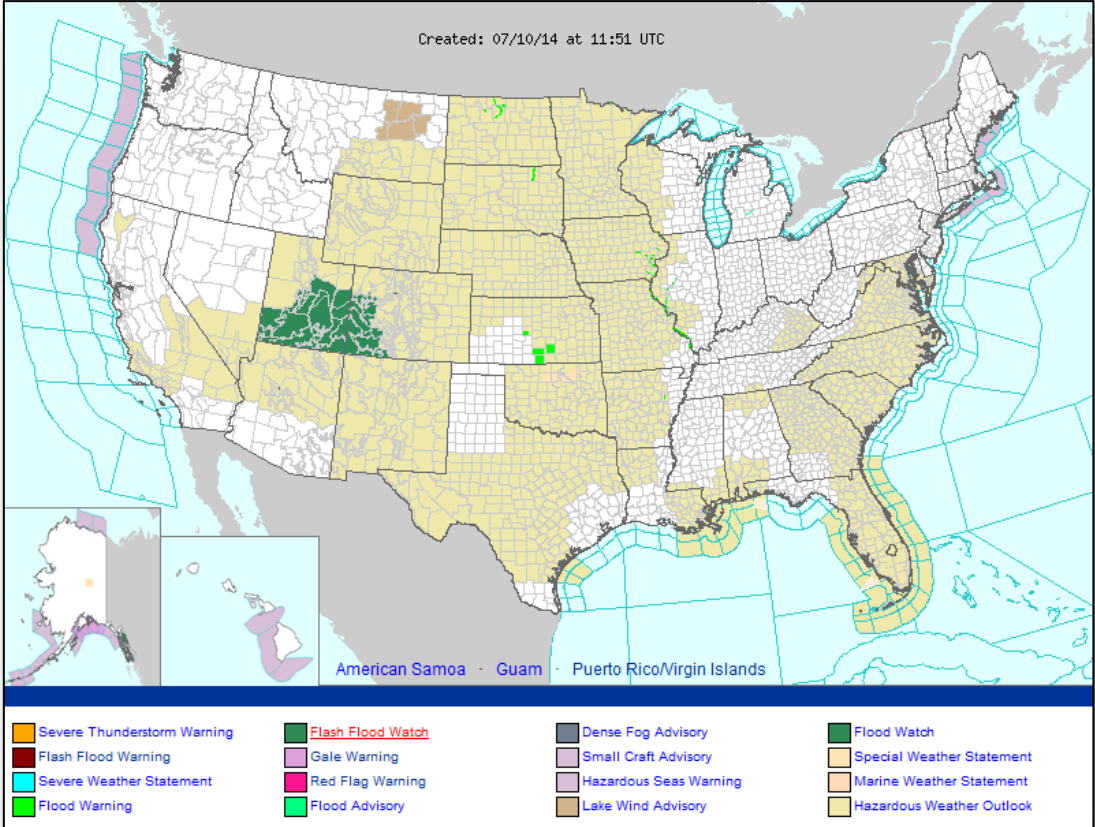 Created: 07/10/14 at 11:51 UTC
American Samoa - Guam - Puerto Rico/Virgin Islands
Severe Thunderstorm Warning
Flash Flood Watch
Dense Fog Advisory
Flood Watch
Flash Flood Warning
Gale Warning
Small Craft Advisory
Special Weather Statement
Severe Weather Statement
Red Flag Warning
Hazardous Seas Warning
Marine Weather Statement
Flood Warning
Flood Advisory
Lake Wind Advisory
Hazardous Weather Outlook